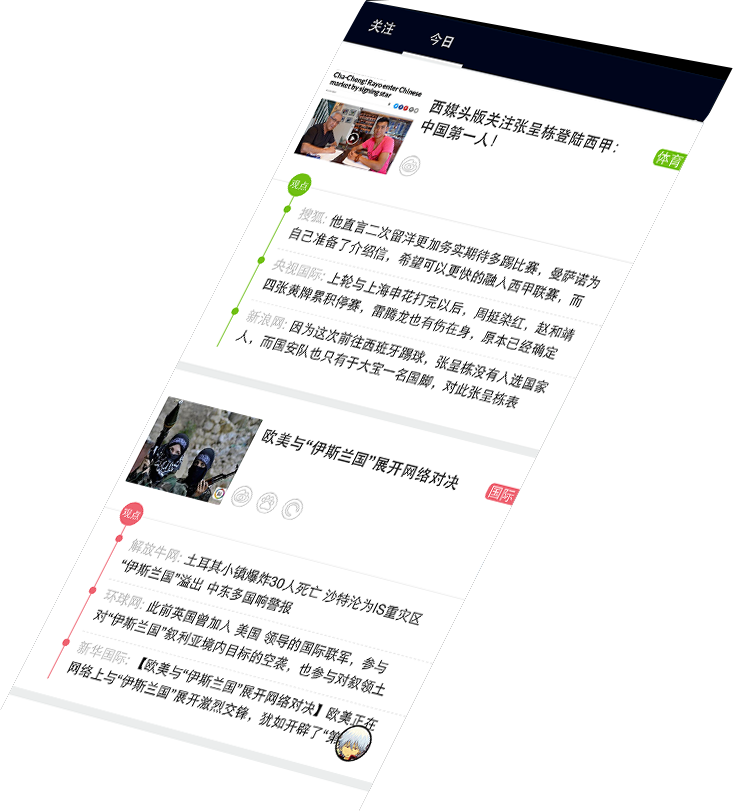 关注
今日
Cha-Cheng! Rayo enter Chinese
market by signing star
西媒头版关注张呈栋登陆西甲:
中国第一人!
体育
观点
搜狐: 他直言二次留洋更加务实期待多踢比赛，曼萨诺为
自己准备了介绍信，希望可以更快的融入西甲联赛，而
央视国际: 上轮与上海申花打完以后，周挺染红，赵和靖
四张黄牌累积停赛，雷腾龙也有伤在身，原本已经确定
新浪网: 因为这次前往西班牙踢球，张呈栋没有入选国家
人，而国安队也只有于大宝一名国脚，对此张呈栋表
欧美与“伊斯兰国”展开网络对决
国际
观点
解放牛网: 土耳其小镇爆炸30人死亡 沙特沦为IS重灾区
“伊斯兰国”溢出 中东多国响警报
环球网: 此前英国曾加入 美国 领导的国际联军，参与
对“伊斯兰国”叙利亚境内目标的空袭，也参与对叙领土
新华国际: 【欧美与“伊斯兰国”展开网络对决】欧美正在
网络上与“伊斯兰国”展开激烈交锋，犹如开辟了“第